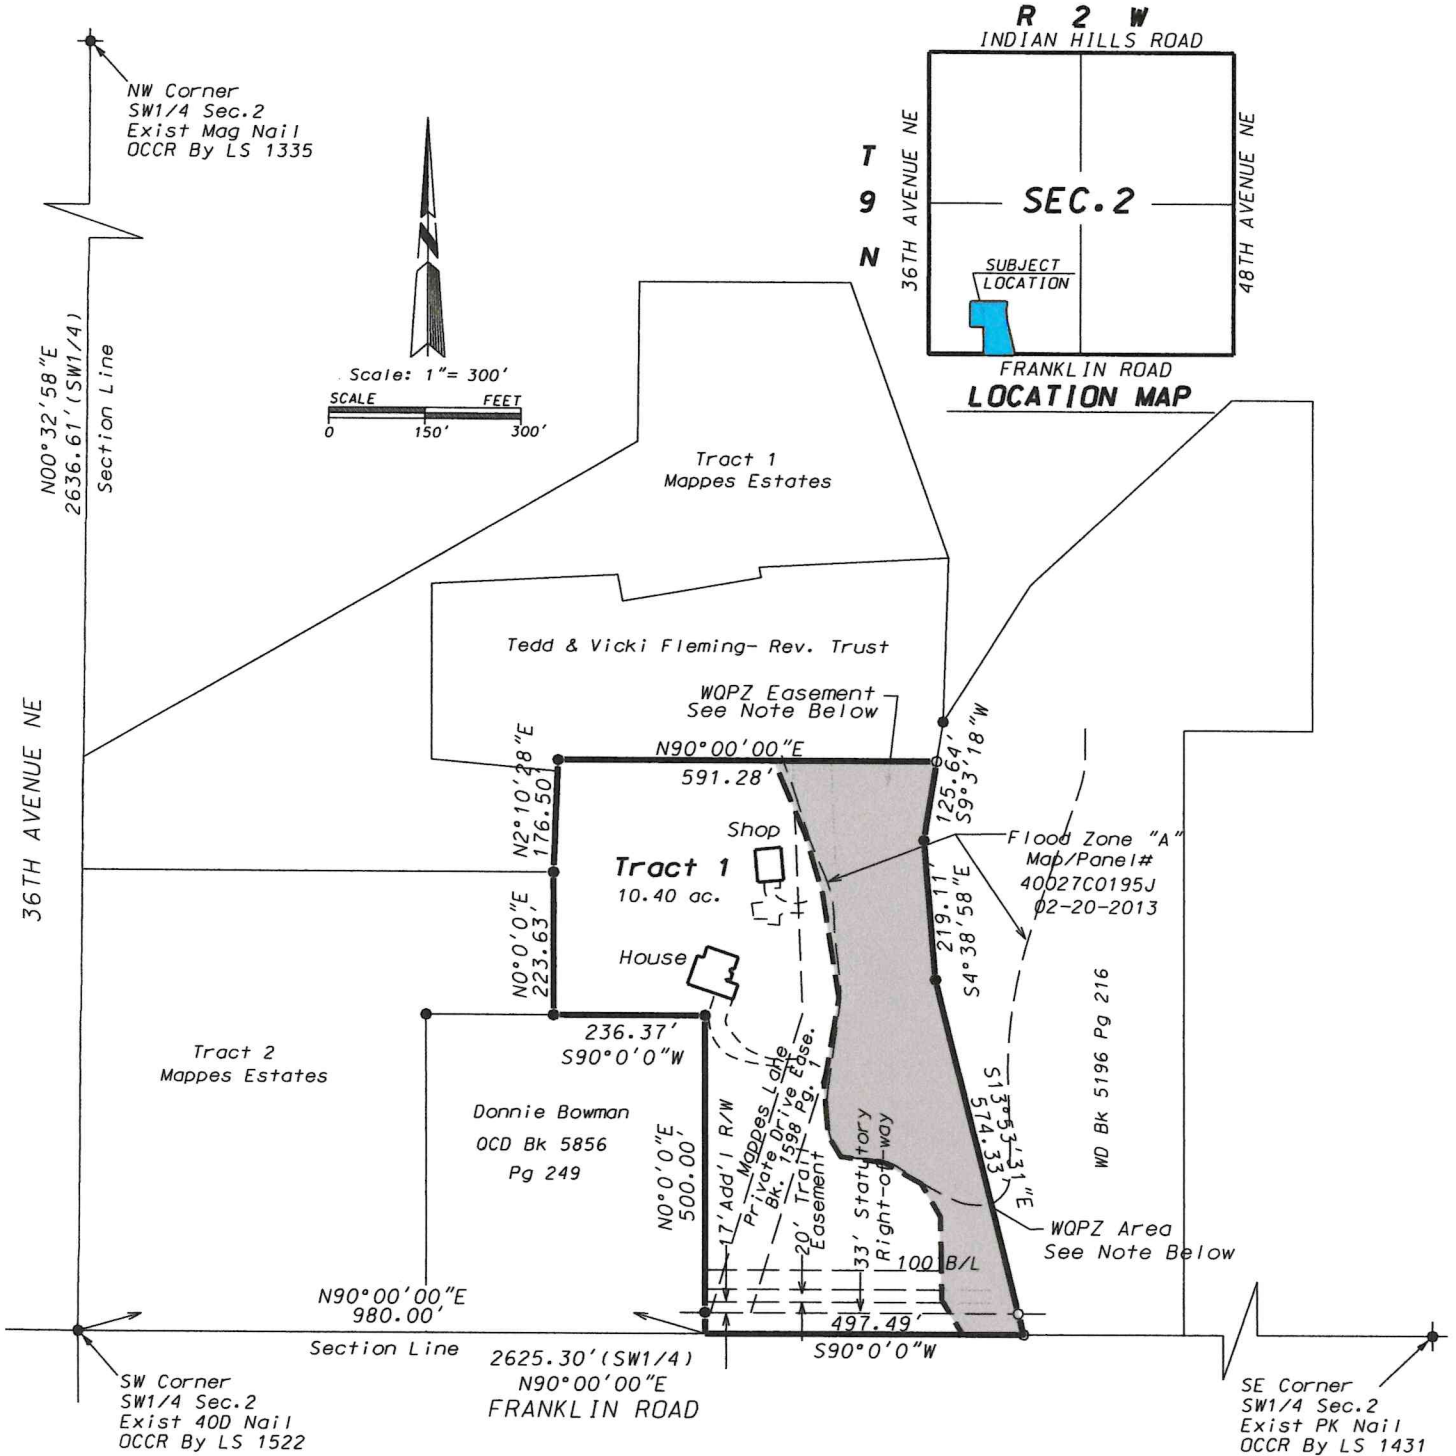 R 2 W
INDIAN HILLS ROAD
36TH AVENUE NE
48TH AVENUE NE
T
9
N
SEC.2
SUBJECT
LOCATION
FRANKLIN ROAD
LOCATION MAP
NW Corner
SW1/4 Sec.2
Exist Mag Nail
OCCR By LS 1335
N
Scale: 1"= 300'
SCALE FEET
0 150' 300'
N00°32'58"E
2636.61'(SW1/4)
Section Line
Tract 1
Mappes Estates
Tedd & Vicki Fleming- Rev. Trust
WQPZ Easement
See Note Below
36TH AVENUE NE
N90°00'00"E
591.28'
N2°10'28"E
176.50'
125.64'
S9°3'18"W
Shop
Tract 1
10.40 ac.
Flood Zone "A"
Map/Panel#
40027C0195J
02-20-2013
219.11'
S4°38'58"E
N0°0'0"E
223.63'
House
236.37'
S90°0'0"W
Tract 2
Mappes Estates
Donnie Bowman
QCD Bk 5856
Pg 249
N0°0'0"E
500.00'
17'Add'l R/W
Mappes Lane
Private Drive Ease.
Bk. 1598 Pg. 1
20' Trail
Easement
33' Statutory
Right-of-way
100'B/L
S13°53'31"E
574.33'
WD Bk 5196 Pg 216
WQPZ Area
See Note Below
N90°00'00"E
980.00'
Section Line
497.49'
S90°0'0"W
2625.30'(SW1/4)
N90°00'00"E
FRANKLIN ROAD
SW Corner
SW1/4 Sec.2
Exist 40D Nail
OCCR By LS 1522
SE Corner
SW1/4 Sec.2
Exist PK Nail
OCCR By LS 1431